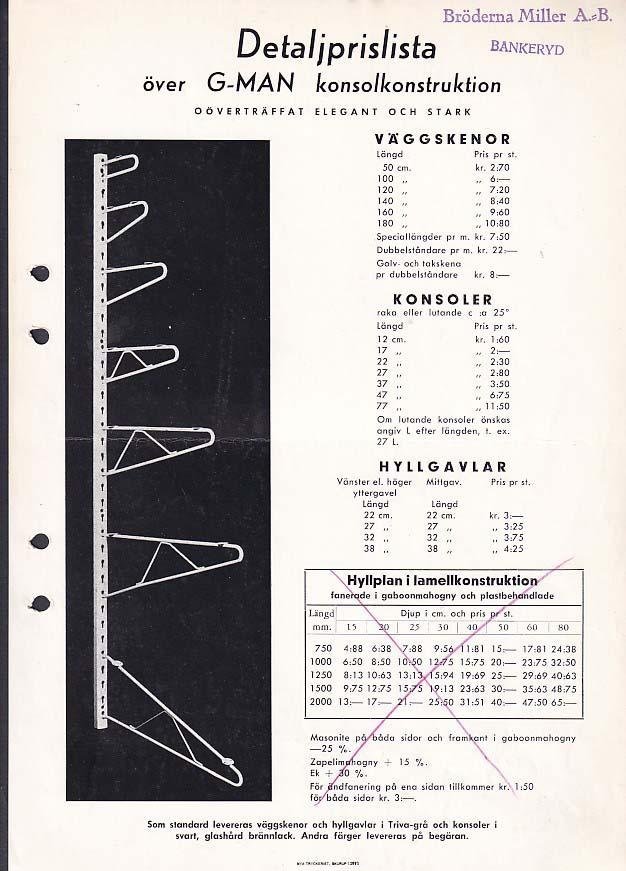 Bröderna Miller A.-B.
BANKERYD
Detaljprislista
över G-MAN konsolkonstruktion
OÖVERTRÄFFAT ELEGANT OCH STARK
VÄGGSKENOR
Längd Pris pr st.
50 cm. kr. 2:70
100 „ „ 6:—
120 „ „ 7:20
140 „ „ 8:40
160 „ „ 9:60
180 „ „ 10:80
Speciallängder pr m. kr. 7:50
Dubbelståndare pr m. kr. 22:—
Golv- och takskena
pr dubbelståndare kr. 8:—
KONSOLER
raka eller lutande c :a 25°
Längd Pris pr st.
12 cm. kr. 1:60
17 „ „ 2:—
22 „ „ 2:30
27 „ „ 2:80
37 „ „ 3:50
47 „ „ 6:75
77 „ „ 11:50
Om lutande konsoler önskas
angiv L efter längden, t. ex.
27 L.
HYLLGAVLAR
Vänster el. höger Mittgav. Pris pr st.
yttergavel
Längd Längd
22 cm. 22 cm. kr. 3:—
27 „ 27 „ „ 3:25
32 „ 32 „ „ 3:75
38 „ 38 „ „ 4:25
Hyllplan i lamellkonstruktion
fanerade i gaboonmahogny och plastbehandlade
Längd Djup i cm. och pris pr st.
mm. 15 20 25 30 40 50 60 80
750 4:88 6:38 7:88 9:56 11:81 15:— 17:81 24:38
1000 6:50 8:50 10:50 12:75 15:75 20:— 23:75 32:50
1250 8:13 10:63 13:13 15:94 19:69 25:— 29:69 40:63
1500 9:75 12:75 15:75 19:13 23:63 30:— 35:63 48:75
2000 13:— 17:— 21:— 25:50 31:51 40:— 47:50 65:—
Masonite på båda sidor och framkant i gaboonmahogny
—25 %.
Zapelimahogny + 15 %.
Ek + 30 %.
För ändfanering på ena sidan tillkommer kr. 1:50
för båda sidor kr. 3:—.
Som standard levereras väggskenor och hyllgavlar i Triva-grå och konsoler i
svart, glashård brännlack. Andra färger levereras på begäran.